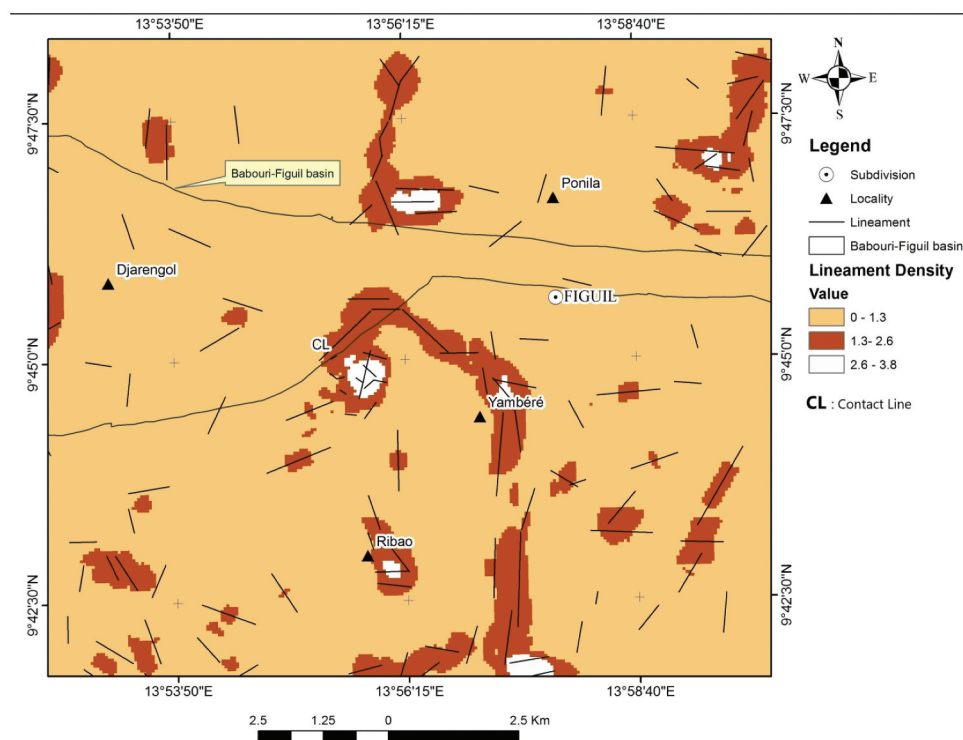 13°53'50"E 13°56'15"E 13°58'40"E
N
W E
S
9°47'30"N 9°47'30"N
Legend
Babouri-Figuil basin
Ponila
Subdivision
Locality
Lineament
Babouri-Figuil basin
Djarengol
FIGUIL
Lineament Density
Value
0 - 1.3
1.3- 2.6
2.6 - 3.8
CL
9°45'0"N 9°45'0"N
Yambéré
CL : Contact Line
Ribao
9°42'30"N 9°42'30"N
13°53'50"E 13°56'15"E 13°58'40"E
2.5 1.25 0 2.5 Km